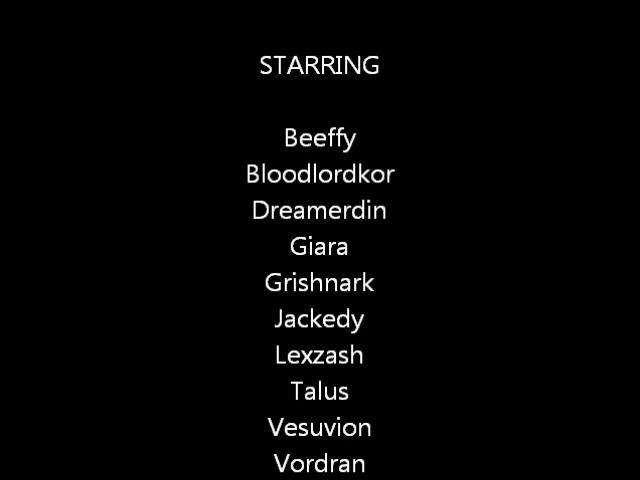 STARRING
Beeffy
Bloodlordkor
Dreamerdin
Giara
Grishnark
Jackedy
Lexzash
Talus
Vesuvion
Vordran